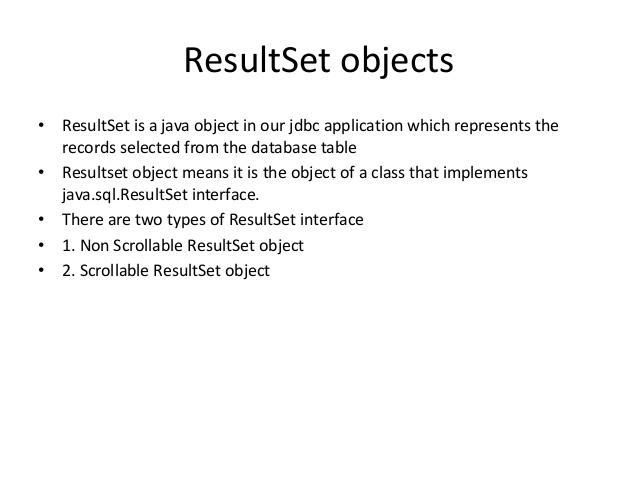 ResultSet objects
• ResultSet is a java object in our jdbc application which represents the
records selected from the database table
• Resultset object means it is the object of a class that implements
java.sql.ResultSet interface.
• There are two types of ResultSet interface
• 1. Non Scrollable ResultSet object
• 2. Scrollable ResultSet object